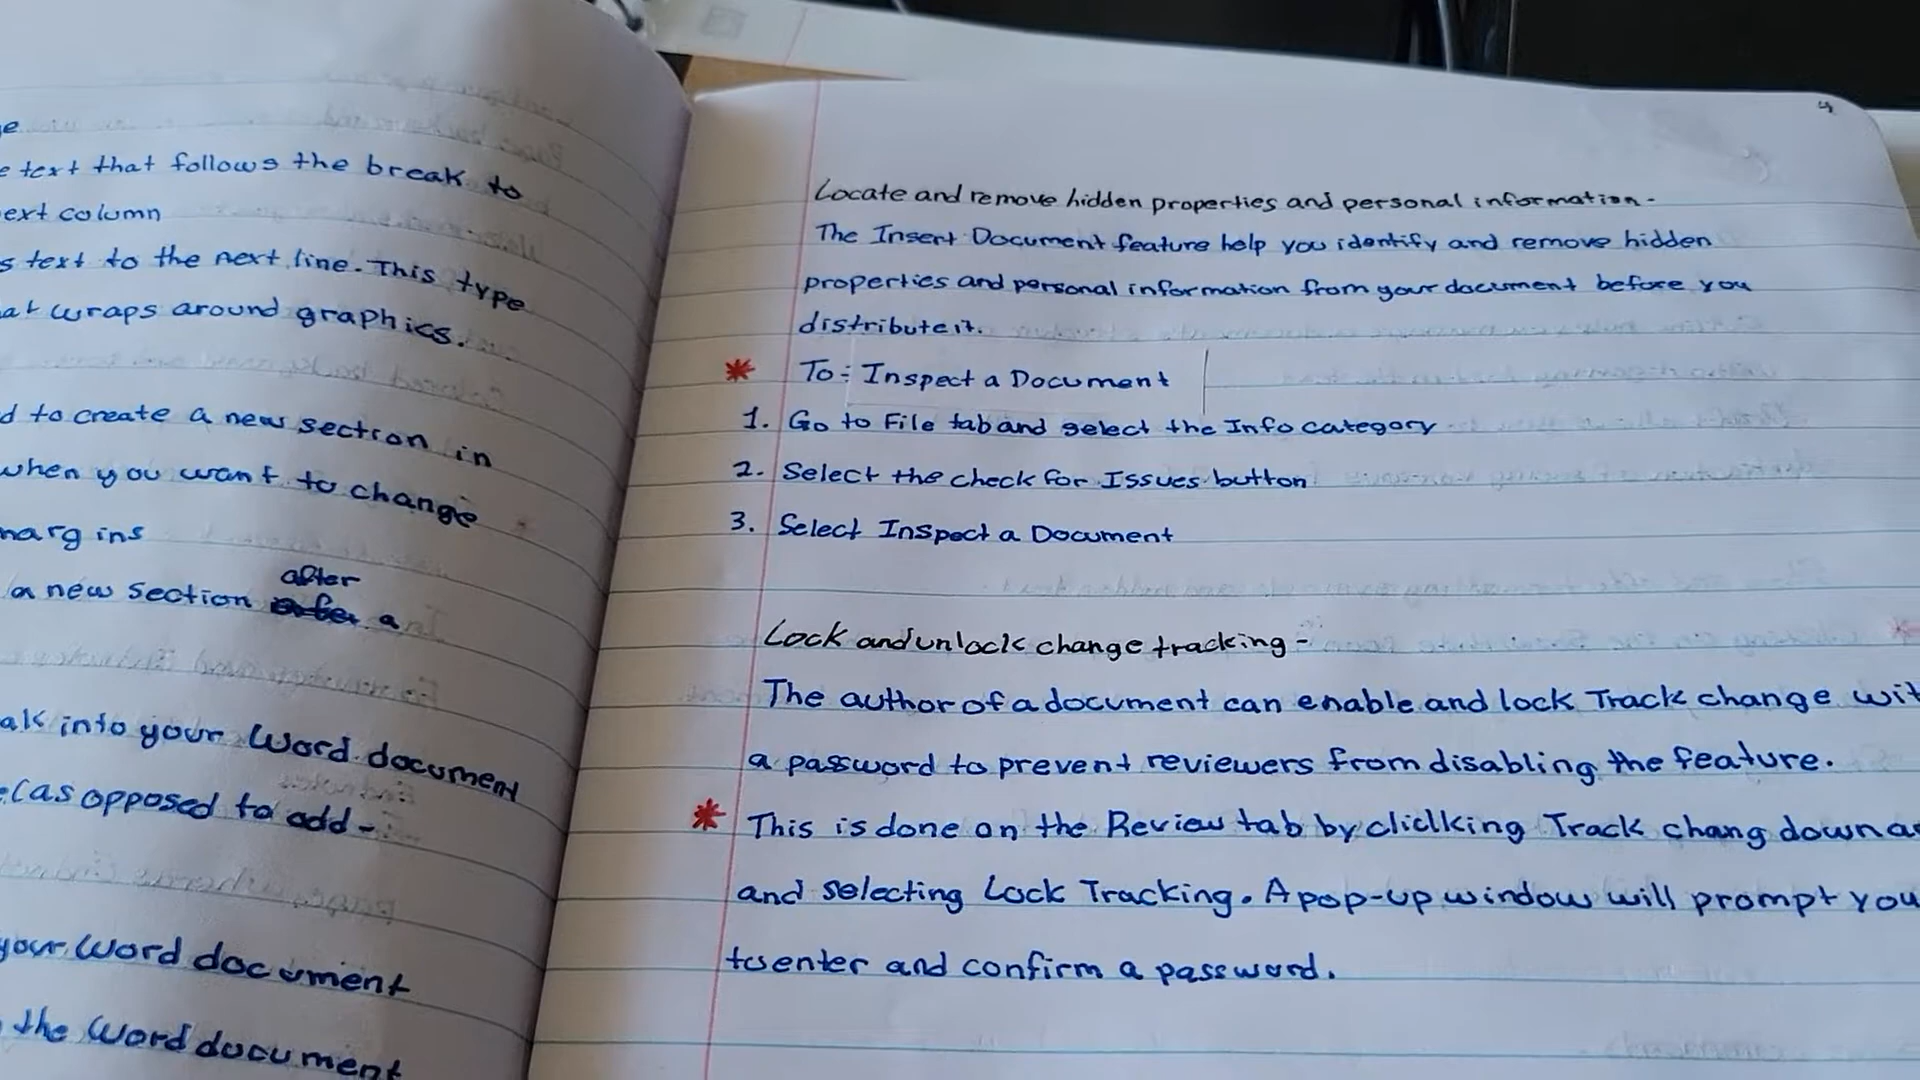 e
e text that follows the break to
ext column
s text to the next line. This type
at wraps around graphics.
d to create a new section in
when you want to change
margins
after
a new section a
alk into your Word document
(as opposed to add-
your Word document
the Word document
4
Locate and remove hidden properties and personal information-
The Insert Document feature help you identify and remove hidden
properties and personal information from your document before you
distribute it.
* To: Inspect a Document
1. Go to File tab and select the Info category
2. Select the check for Issues button
3. Select Inspect a Document
Lock and unlock change tracking-
The author of a document can enable and lock Track change wit
a password to prevent reviewers from disabling the feature.
* This is done on the Review tab by cliclking Track chang down a
and selecting Lock Tracking. A pop-up window will prompt you
to enter and confirm a password.